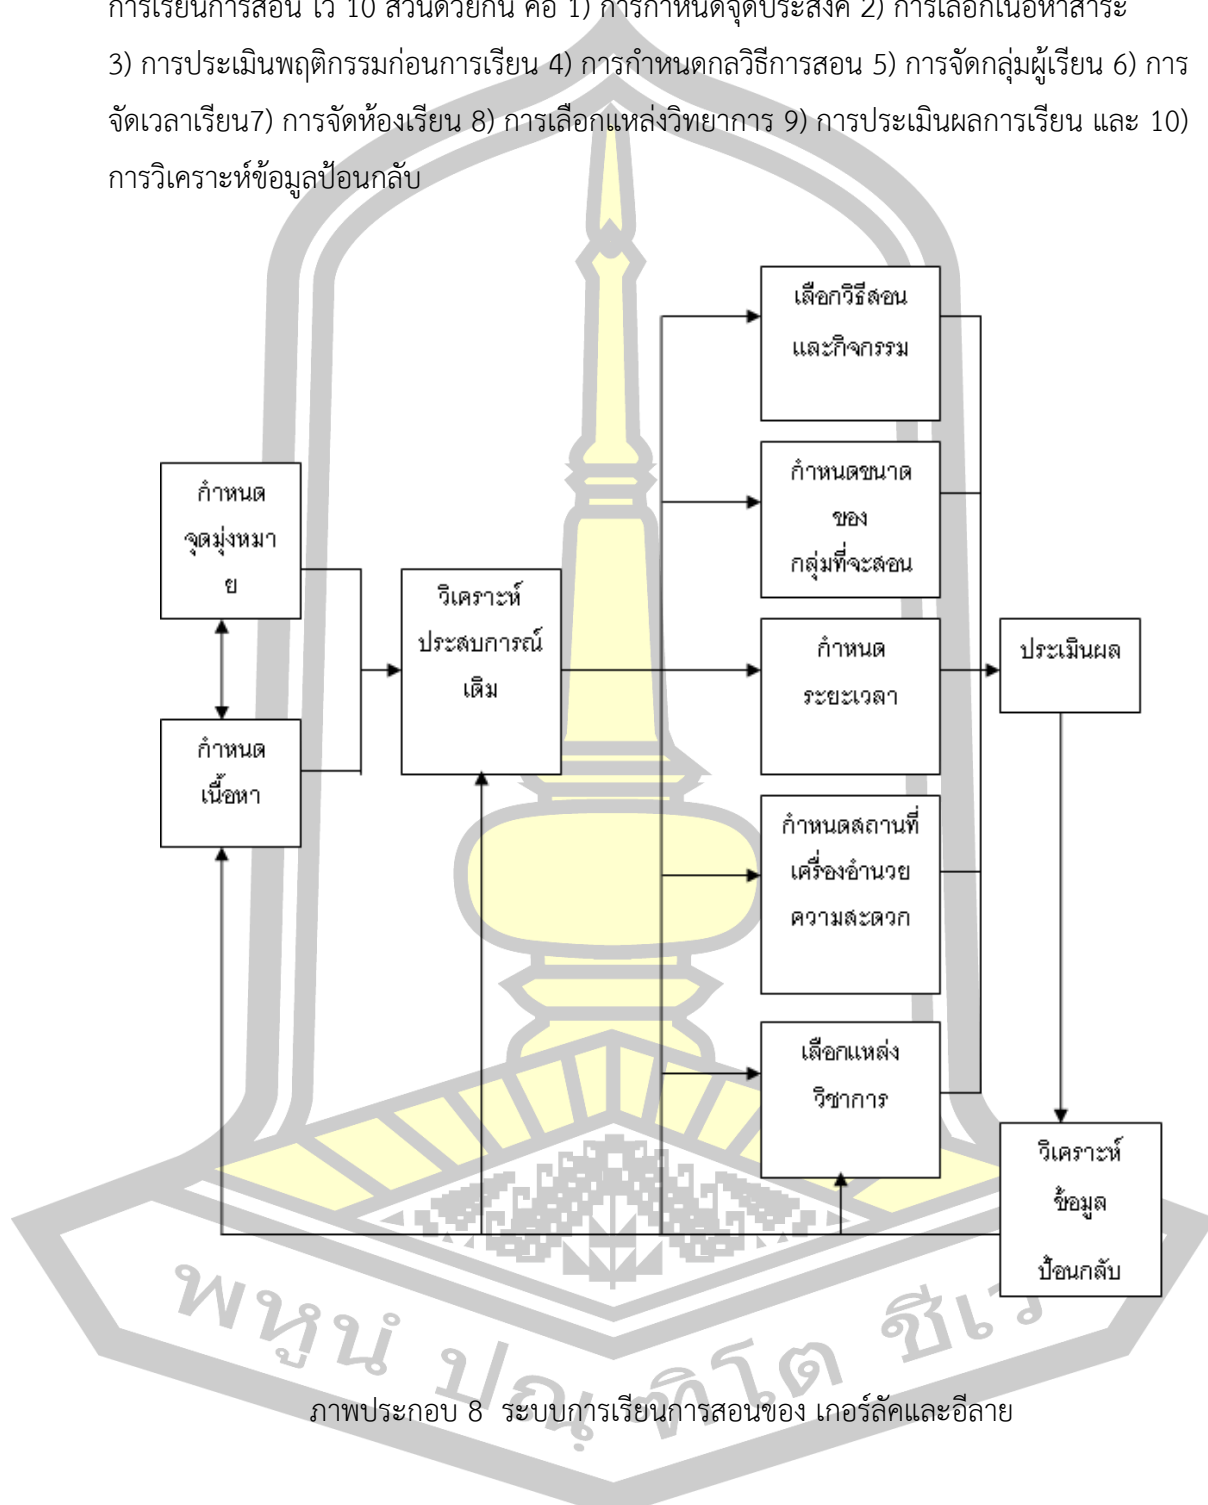 การเรียนการสอน ไว้ 10 ส่วนด้วยกัน คือ 1) การกำหนดจุดประสงค์ 2) การเลือกเนื้อหาสาระ
3) การประเมินพฤติกรรมก่อนการเรียน 4) การกำหนดกลวิธีการสอน 5) การจัดกลุ่มผู้เรียน 6) การ
จัดเวลาเรียน7) การจัดห้องเรียน 8) การเลือกแหล่งวิทยาการ 9) การประเมินผลการเรียน และ 10)
การวิเคราะห์ข้อมูลป้อนกลับ
กำหนด
จุดมุ่งหมา
ย
กำหนด
เนื้อหา
วิเคราะห์
ประสบการณ์
เดิม
เลือกวิธีสอน
และกิจกรรม
กำหนดขนาด
ของ
กลุ่มที่จะสอน
กำหนด
ระยะเวลา
กำหนดสถานที่
เครื่องอำนวย
ความสะดวก
เลือกแหล่ง
วิชาการ
ประเมินผล
วิเคราะห์
ข้อมูล
ป้อนกลับ
พหูนํ ปณฺฑิโต ชีเว
ภาพประกอบ 8 ระบบการเรียนการสอนของ เกอร์ลัคและอีลาย